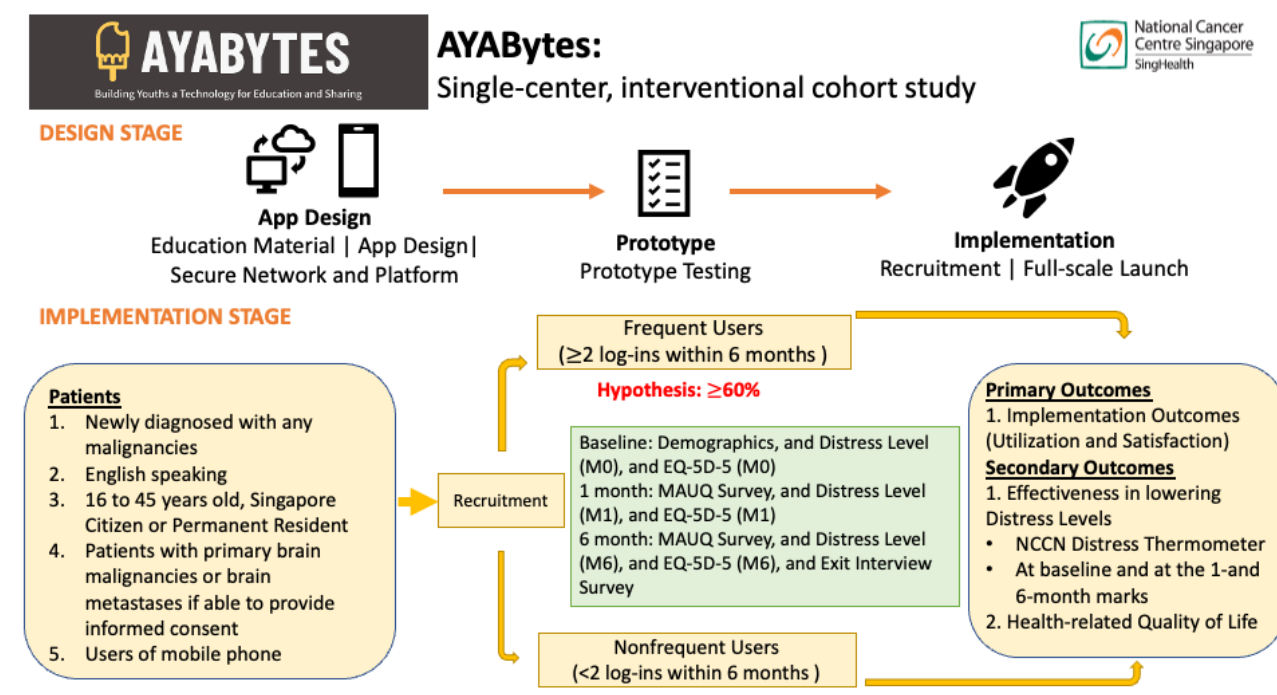 AYABYTES
Building Youths a Technology for Education and Sharing
AYABytes:
Single-center, interventional cohort study
National Cancer
Centre Singapore
SingHealth
DESIGN STAGE
App Design
Education Material | App Design|
Secure Network and Platform
Prototype
Prototype Testing
Implementation
Recruitment | Full-scale Launch
IMPLEMENTATION STAGE
Patients
1. Newly diagnosed with any
malignancies
2. English speaking
3. 16 to 45 years old, Singapore
Citizen or Permanent Resident
4. Patients with primary brain
malignancies or brain
metastases if able to provide
informed consent
5. Users of mobile phone
Recruitment
Frequent Users
(≥2 log-ins within 6 months )
Hypothesis: ≥60%
Baseline: Demographics, and Distress Level
(M0), and EQ-5D-5 (M0)
1 month: MAUQ Survey, and Distress Level
(M1), and EQ-5D-5 (M1)
6 month: MAUQ Survey, and Distress Level
(M6), and EQ-5D-5 (M6), and Exit Interview
Survey
Nonfrequent Users
(<2 log-ins within 6 months )
Primary Outcomes
1. Implementation Outcomes
(Utilization and Satisfaction)
Secondary Outcomes
1. Effectiveness in lowering
Distress Levels
• NCCN Distress Thermometer
• At baseline and at the 1-and
6-month marks
2. Health-related Quality of Life